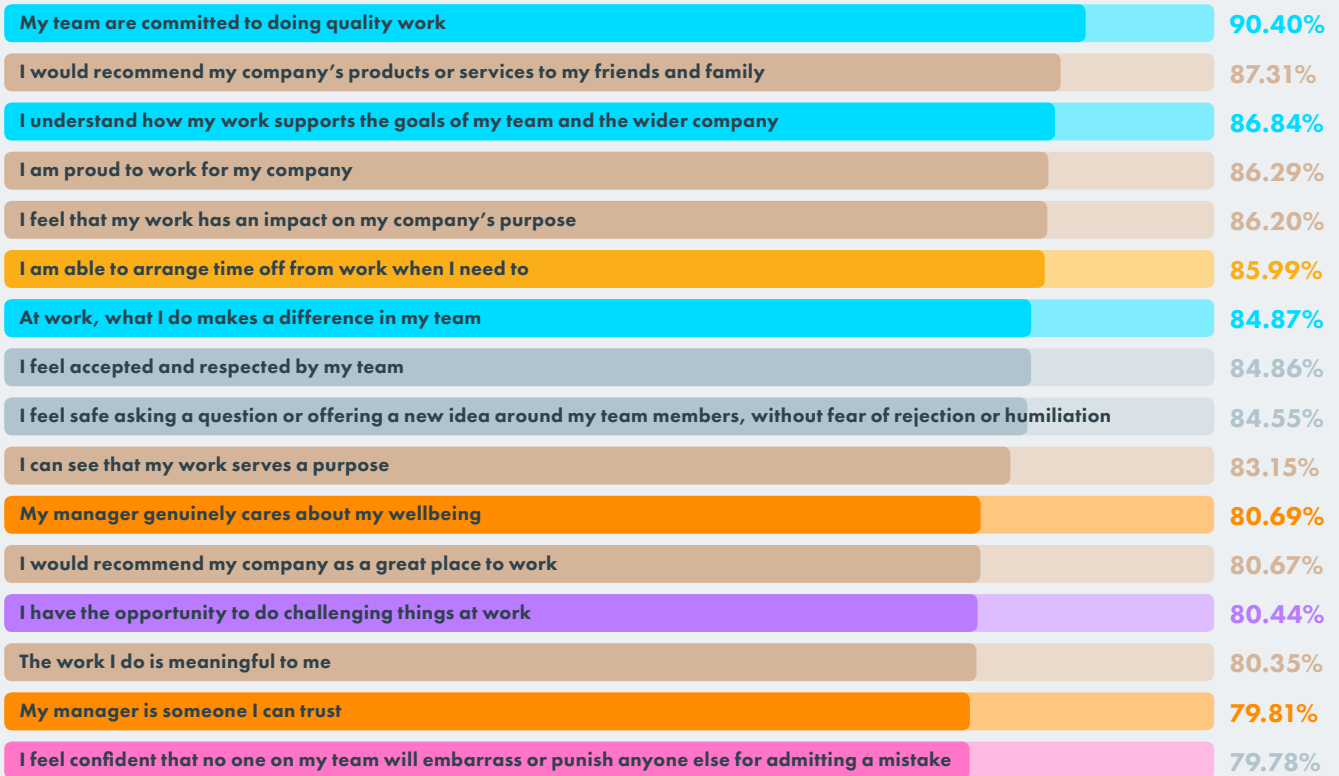 My team are committed to doing quality work 90.40%
I would recommend my company’s products or services to my friends and family 87.31%
I understand how my work supports the goals of my team and the wider company 86.84%
I am proud to work for my company 86.29%
I feel that my work has an impact on my company’s purpose 86.20%
I am able to arrange time off from work when I need to 85.99%
At work, what I do makes a difference in my team 84.87%
I feel accepted and respected by my team 84.86%
I feel safe asking a question or offering a new idea around my team members, without fear of rejection or humiliation 84.55%
I can see that my work serves a purpose 83.15%
My manager genuinely cares about my wellbeing 80.69%
I would recommend my company as a great place to work 80.67%
I have the opportunity to do challenging things at work 80.44%
The work I do is meaningful to me 80.35%
My manager is someone I can trust 79.81%
I feel confident that no one on my team will embarrass or punish anyone else for admitting a mistake 79.78%